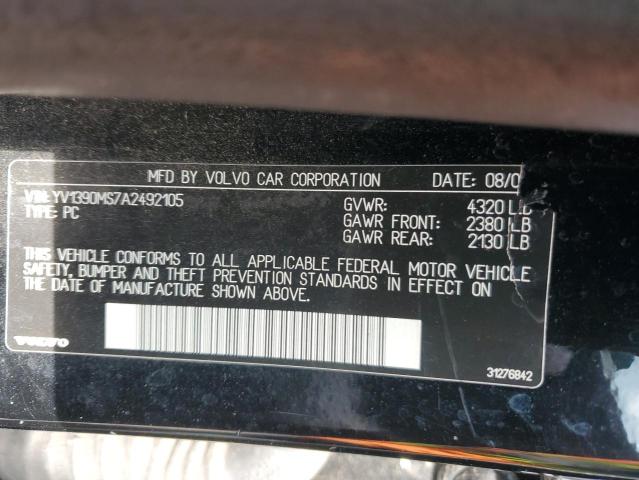 MFD BY VOLVO CAR CORPORATION DATE: 08/0
VIN: YV1390MS7A2492105
TYPE: PC
GVWR: 4320 LB
GAWR FRONT: 2380 LB
GAWR REAR: 2130 LB
THIS VEHICLE CONFORMS TO ALL APPLICABLE FEDERAL MOTOR VEHICLE
SAFETY, BUMPER AND THEFT PREVENTION STANDARDS IN EFFECT ON
THE DATE OF MANUFACTURE SHOWN ABOVE.
VOLVO
31276842